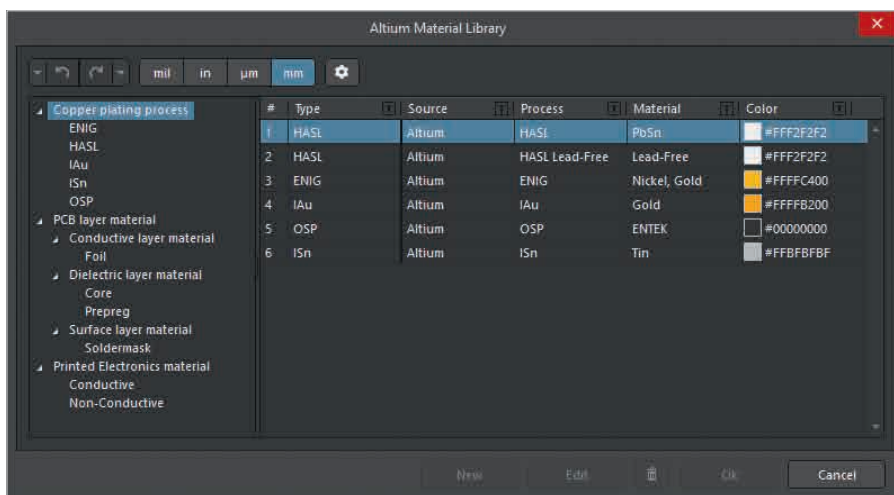 Altium Material Library
mil in µm mm
Copper plating process
ENIG
HASL
IAu
ISn
OSP
PCB layer material
Conductive layer material
Foil
Dielectric layer material
Core
Prepreg
Surface layer material
Soldermask
Printed Electronics material
Conductive
Non-Conductive
# Type Source Process Material Color
1 HASL Altium HASL PbSn #FFF2F2F2
2 HASL Altium HASL Lead-Free Lead-Free #FFF2F2F2
3 ENIG Altium ENIG Nickel, Gold #FFFFC400
4 IAu Altium IAu Gold #FFFFB200
5 OSP Altium OSP ENTEK #00000000
6 ISn Altium ISn Tin #FFBFBFBF
New Edit Ok Cancel